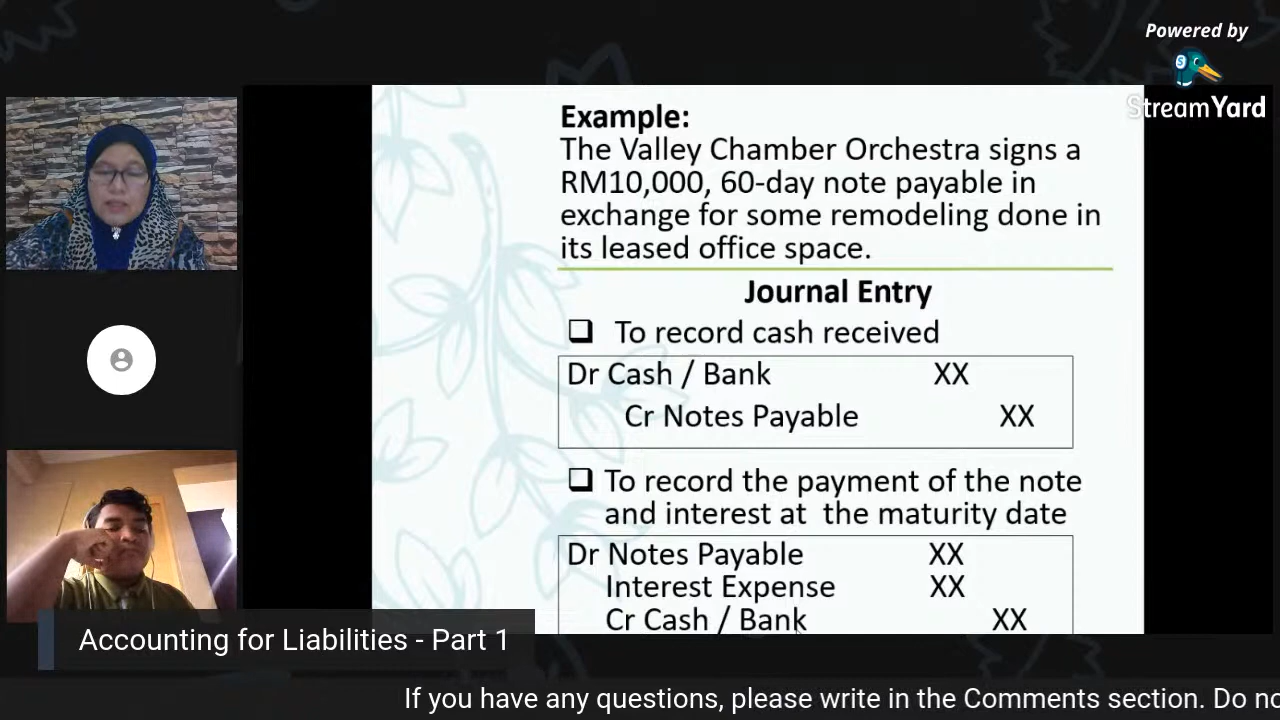 Powered by
StreamYard
Example:
The Valley Chamber Orchestra signs a
RM10,000, 60-day note payable in
exchange for some remodeling done in
its leased office space.
Journal Entry
❑ To record cash received
Dr Cash / Bank XX
Cr Notes Payable XX
❑ To record the payment of the note
and interest at the maturity date
Dr Notes Payable XX
Interest Expense XX
Cr Cash / Bank XX
Accounting for Liabilities - Part 1
If you have any questions, please write in the Comments section. Do no